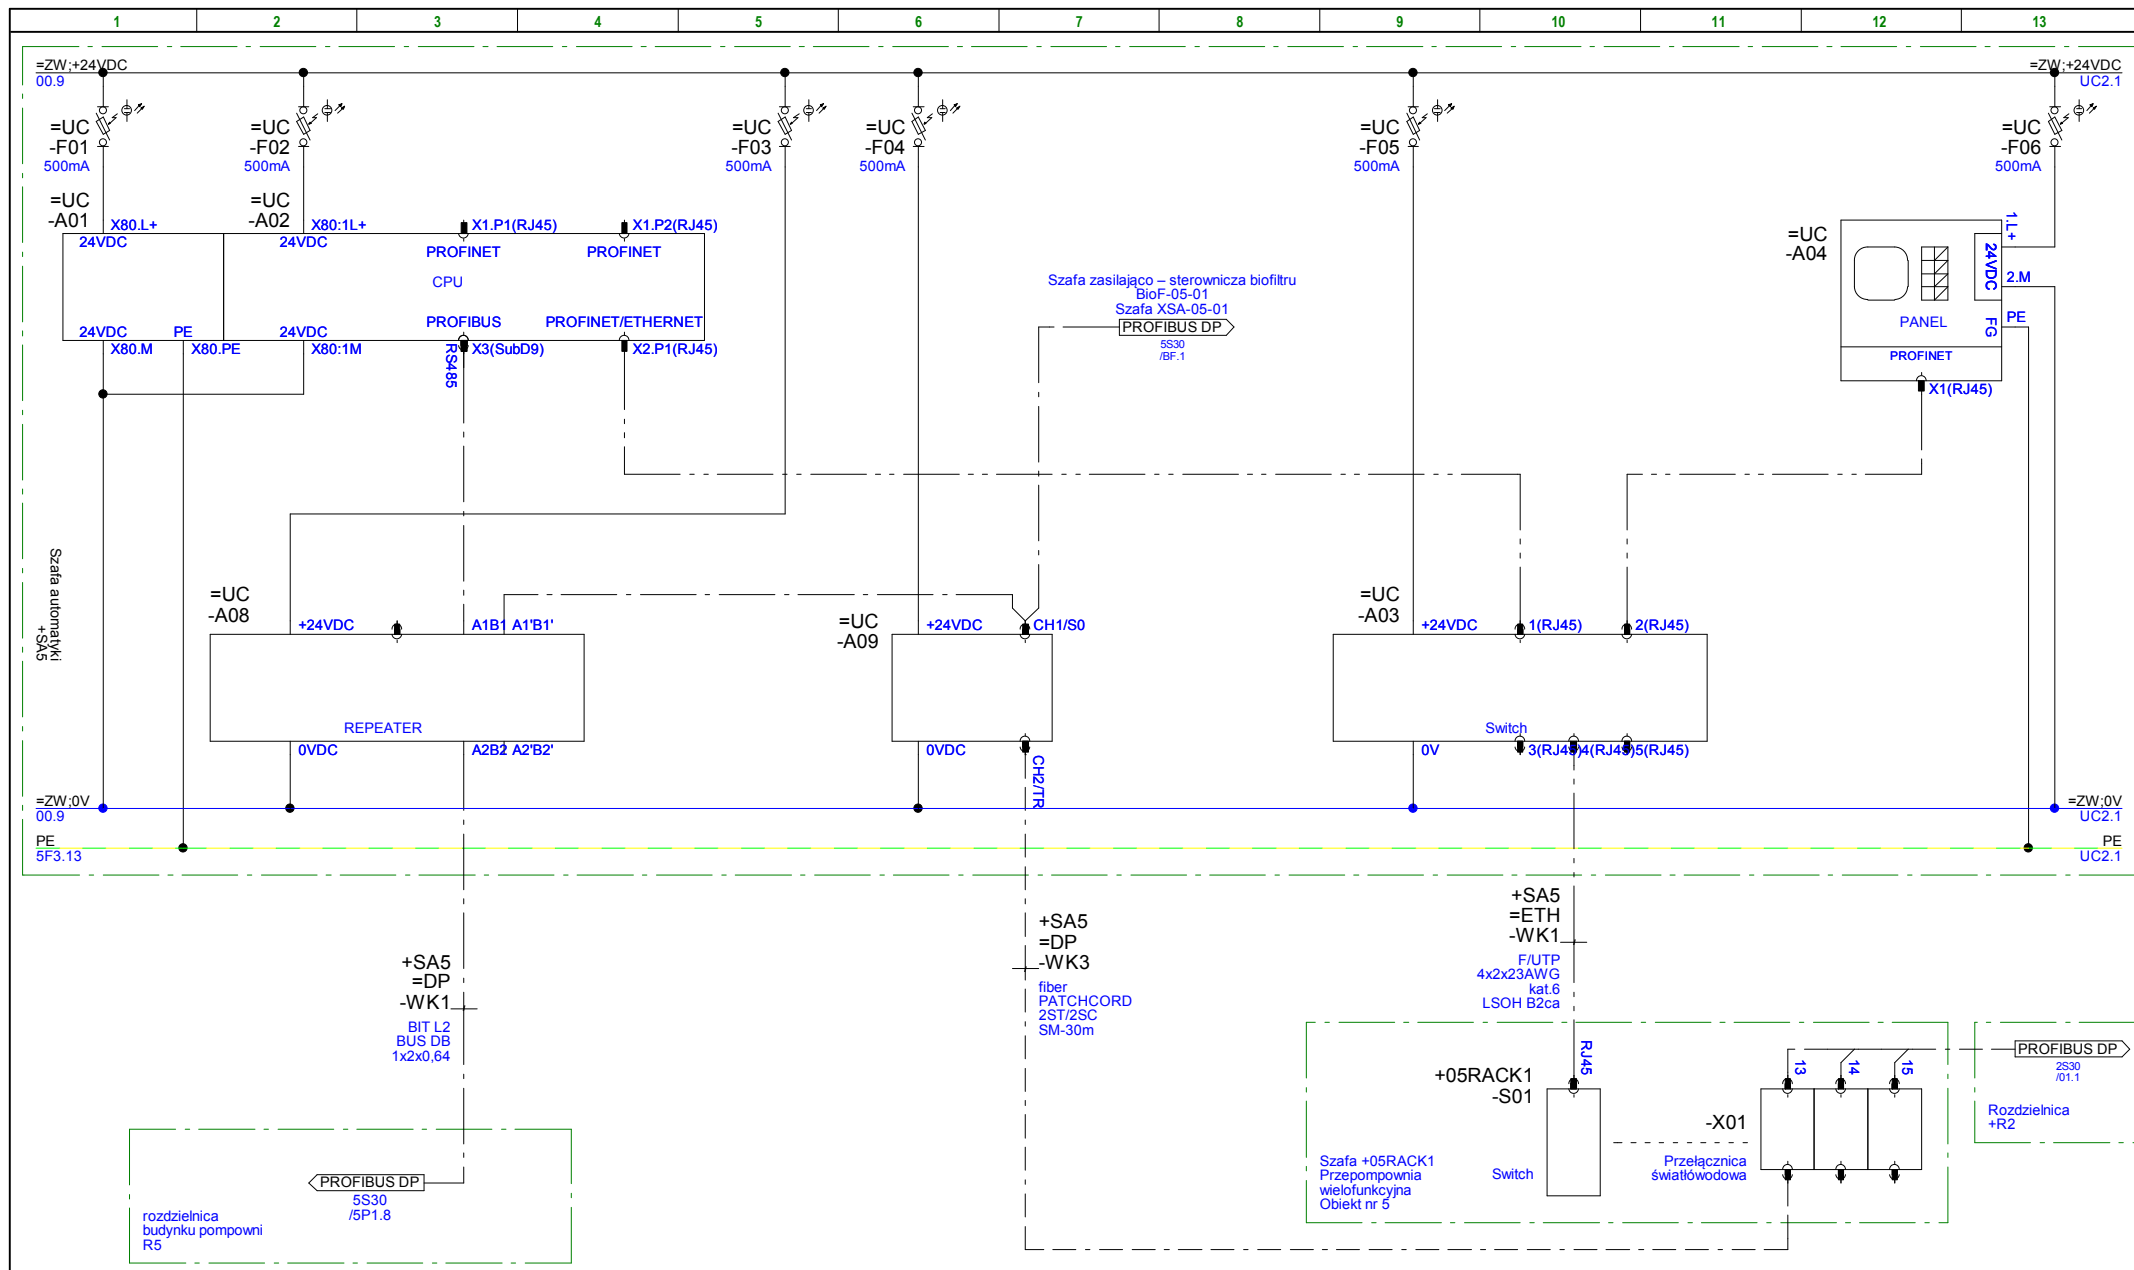 1 2 3 4 5 6 7 8 9 10 11 12 13
=ZW;+24VDC
00.9
=ZW;+24VDC
UC2.1
=UC
-F01
500mA
=UC
-F02
500mA
=UC
-F03
500mA
=UC
-F04
500mA
=UC
-F05
500mA
=UC
-F06
500mA
=UC
-A01
X80.L+
24VDC
=UC
-A02
X80:1L+
24VDC
X1.P1(RJ45)
PROFINET
X1.P2(RJ45)
PROFINET
CPU
24VDC
X80.M
PE
X80.PE
24VDC
X80:1M
PROFIBUS
X3(SubD9)
RS485
PROFINET/ETHERNET
X2.P1(RJ45)
Szafa zasilająco – sterownicza biofiltru
BioF-05-01
Szafa XSA-05-01
PROFIBUS DP
5S30
/BF.1
=UC
-A04
1.L+
24VDC
2.M
FG
PE
PANEL
PROFINET
X1(RJ45)
Szafa automatyki
+SA5
=UC
-A08
+24VDC
A1B1 A1'B1'
REPEATER
0VDC
A2B2 A2'B2'
=UC
-A09
+24VDC
CH1/S0
0VDC
CH2/TR
=UC
-A03
+24VDC
1(RJ45)
2(RJ45)
Switch
0V
3(RJ45)
4(RJ45)
5(RJ45)
=ZW;0V
00.9
=ZW;0V
UC2.1
PE
5F3.13
PE
UC2.1
+SA5
=DP
-WK1
BIT L2
BUS DB
1x2x0,64
+SA5
=DP
-WK3
fiber
PATCHCORD
2ST/2SC
SM-30m
+SA5
=ETH
-WK1
F/UTP
4x2x23AWG
kat.6
LSOH B2ca
RJ45
+05RACK1
-S01
Switch
Szafa +05RACK1
Przepompownia
wielofunkcyjna
Obiekt nr 5
-X01
Przełącznica
światłówodowa
13
14
15
PROFIBUS DP
2S30
/01.1
Rozdzielnica
+R2
PROFIBUS DP
5S30
/5P1.8
rozdzielnica
budynku pompowni
R5